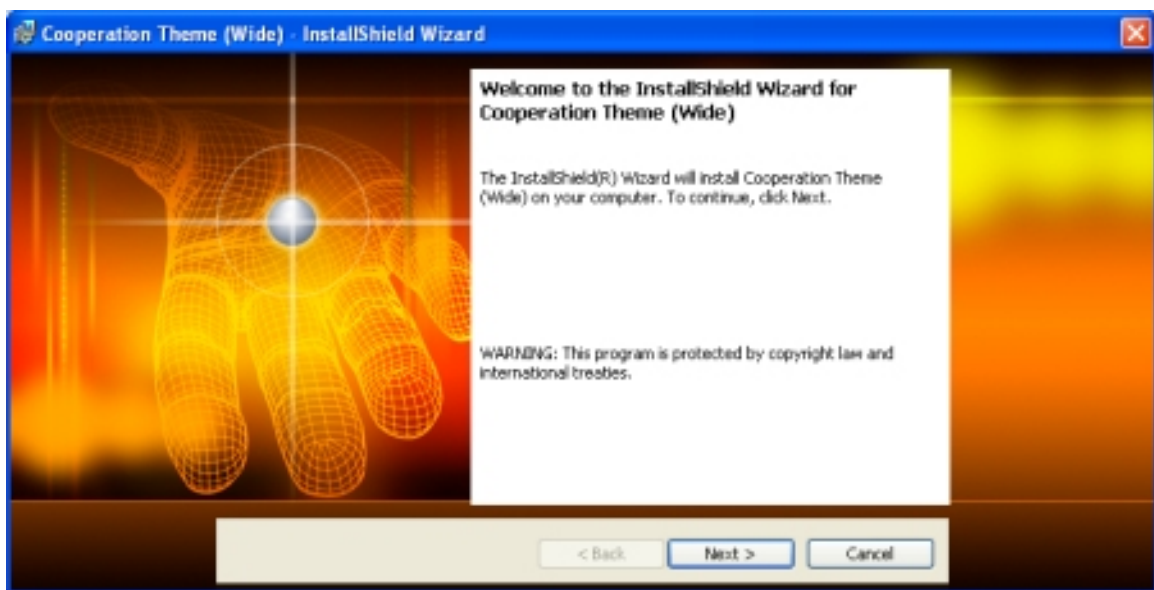 Cooperation Theme (Wide) - InstallShield Wizard
Welcome to the InstallShield Wizard for
Cooperation Theme (Wide)
The InstallShield(R) Wizard will install Cooperation Theme
(Wide) on your computer. To continue, click Next.
WARNING: This program is protected by copyright law and
international treaties.
< Back
Next >
Cancel